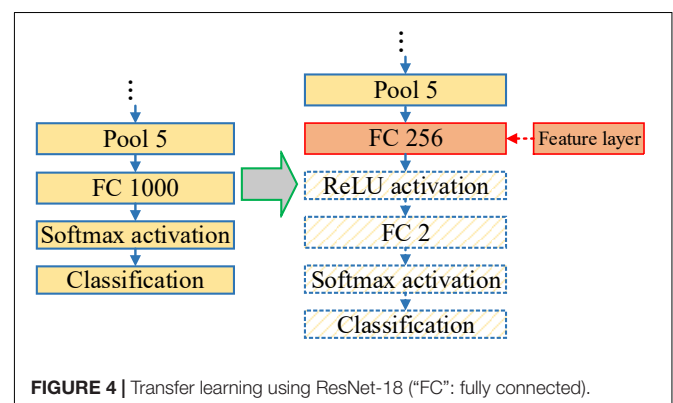 Pool 5
FC 1000
Softmax activation
Classification
Pool 5
FC 256
Feature layer
ReLU activation
FC 2
Softmax activation
Classification
FIGURE 4 | Transfer learning using ResNet-18 (“FC”: fully connected).